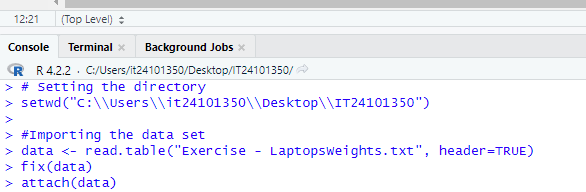 12:21 (Top Level)
Console Terminal Background Jobs
R R 4.2.2 · C:/Users/it24101350/Desktop/IT24101350/
> # Setting the directory
> setwd("C:\\Users\\it24101350\\Desktop\\IT24101350")
>
> #Importing the data set
> data <- read.table("Exercise - LaptopsWeights.txt", header=TRUE)
> fix(data)
> attach(data)